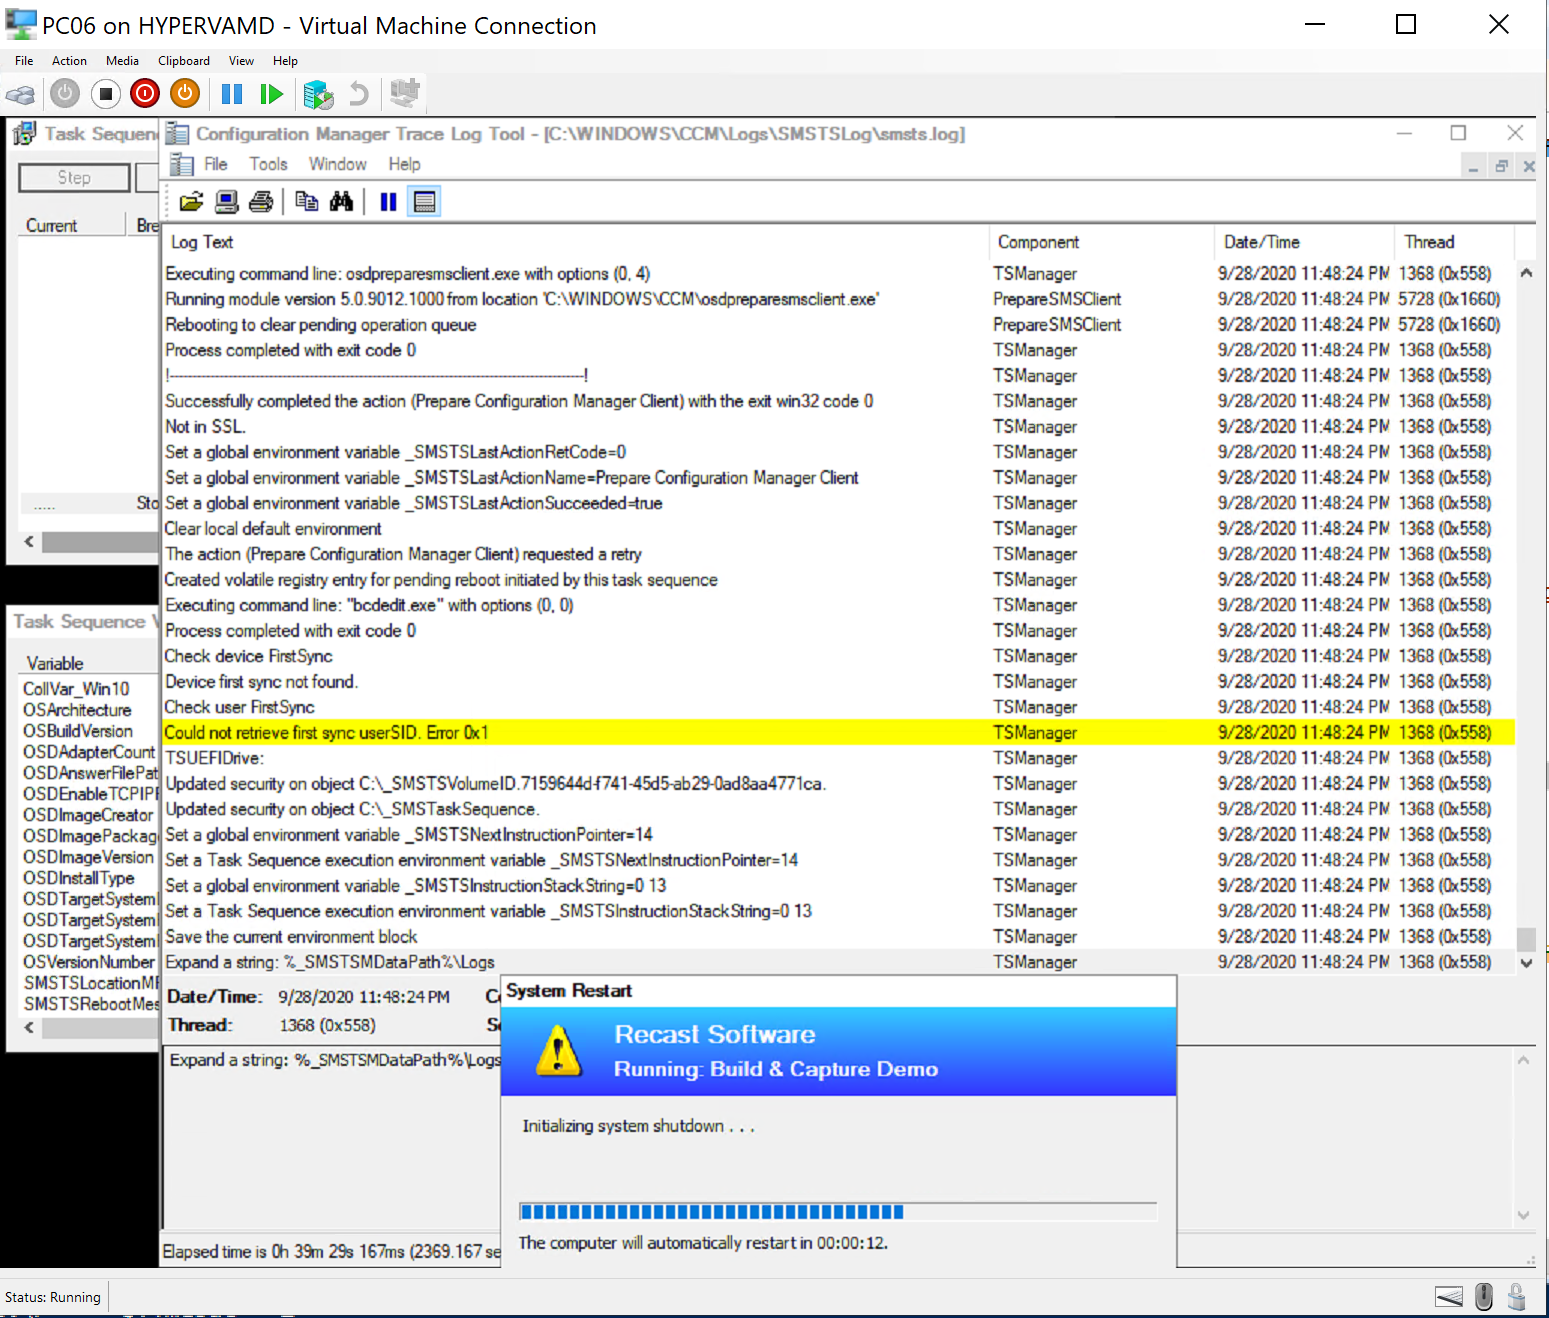 PC06 on HYPERVAMD - Virtual Machine Connection
File Action Media Clipboard View Help
Task Sequen
Configuration Manager Trace Log Tool - [C:\WINDOWS\CCM\Logs\SMSTSLog\smsts.log]
File Tools Window Help
Step
Current Bre
Log Text Component Date/Time Thread
Executing command line: osdpreparesmsclient.exe with options (0, 4) TSManager 9/28/2020 11:48:24 PM 1368 (0x558)
Running module version 5.0.9012.1000 from location 'C:\WINDOWS\CCM\osdpreparesmsclient.exe' PrepareSMSClient 9/28/2020 11:48:24 PM 5728 (0x1660)
Rebooting to clear pending operation queue PrepareSMSClient 9/28/2020 11:48:24 PM 5728 (0x1660)
Process completed with exit code 0 TSManager 9/28/2020 11:48:24 PM 1368 (0x558)
!--------------------------------------------------------------------------------------------! TSManager 9/28/2020 11:48:24 PM 1368 (0x558)
Successfully completed the action (Prepare Configuration Manager Client) with the exit win32 code 0 TSManager 9/28/2020 11:48:24 PM 1368 (0x558)
Not in SSL. TSManager 9/28/2020 11:48:24 PM 1368 (0x558)
Set a global environment variable _SMSTSLastActionRetCode=0 TSManager 9/28/2020 11:48:24 PM 1368 (0x558)
Set a global environment variable _SMSTSLastActionName=Prepare Configuration Manager Client TSManager 9/28/2020 11:48:24 PM 1368 (0x558)
..... Sto
Set a global environment variable _SMSTSLastActionSucceeded=true TSManager 9/28/2020 11:48:24 PM 1368 (0x558)
Clear local default environment TSManager 9/28/2020 11:48:24 PM 1368 (0x558)
The action (Prepare Configuration Manager Client) requested a retry TSManager 9/28/2020 11:48:24 PM 1368 (0x558)
Created volatile registry entry for pending reboot initiated by this task sequence TSManager 9/28/2020 11:48:24 PM 1368 (0x558)
Executing command line: "bcdedit.exe" with options (0, 0) TSManager 9/28/2020 11:48:24 PM 1368 (0x558)
Process completed with exit code 0 TSManager 9/28/2020 11:48:24 PM 1368 (0x558)
Check device FirstSync TSManager 9/28/2020 11:48:24 PM 1368 (0x558)
Device first sync not found. TSManager 9/28/2020 11:48:24 PM 1368 (0x558)
Check user FirstSync TSManager 9/28/2020 11:48:24 PM 1368 (0x558)
Could not retrieve first sync userSID. Error 0x1 TSManager 9/28/2020 11:48:24 PM 1368 (0x558)
TSUEFIDrive: TSManager 9/28/2020 11:48:24 PM 1368 (0x558)
Updated security on object C:\_SMSTSVolumeID.7159644d-f741-45d5-ab29-0ad8aa4771ca. TSManager 9/28/2020 11:48:24 PM 1368 (0x558)
Updated security on object C:\_SMSTaskSequence. TSManager 9/28/2020 11:48:24 PM 1368 (0x558)
Set a global environment variable _SMSTSNextInstructionPointer=14 TSManager 9/28/2020 11:48:24 PM 1368 (0x558)
Set a Task Sequence execution environment variable _SMSTSNextInstructionPointer=14 TSManager 9/28/2020 11:48:24 PM 1368 (0x558)
Set a global environment variable _SMSTSInstructionStackString=0 13 TSManager 9/28/2020 11:48:24 PM 1368 (0x558)
Set a Task Sequence execution environment variable _SMSTSInstructionStackString=0 13 TSManager 9/28/2020 11:48:24 PM 1368 (0x558)
Save the current environment block TSManager 9/28/2020 11:48:24 PM 1368 (0x558)
Expand a string: %_SMSTSMDataPath%\Logs TSManager 9/28/2020 11:48:24 PM 1368 (0x558)
Task Sequence V
Variable
CollVar_Win10
OSArchitecture
OSBuildVersion
OSDAdapterCount
OSDAnswerFilePat
OSDEnableTCPIPF
OSDImageCreator
OSDImagePackag
OSDImageVersion
OSDInstallType
OSDTargetSystem
OSDTargetSystem
OSDTargetSystem
OSVersionNumber
SMSTSLocationMF
SMSTSRebootMes
Date/Time: 9/28/2020 11:48:24 PM
Thread: 1368 (0x558)
Expand a string: %_SMSTSMDataPath%\Logs
System Restart
Recast Software
Running: Build & Capture Demo
Initializing system shutdown . . .
The computer will automatically restart in 00:00:12.
Elapsed time is 0h 39m 29s 167ms (2369.167 se
Status: Running